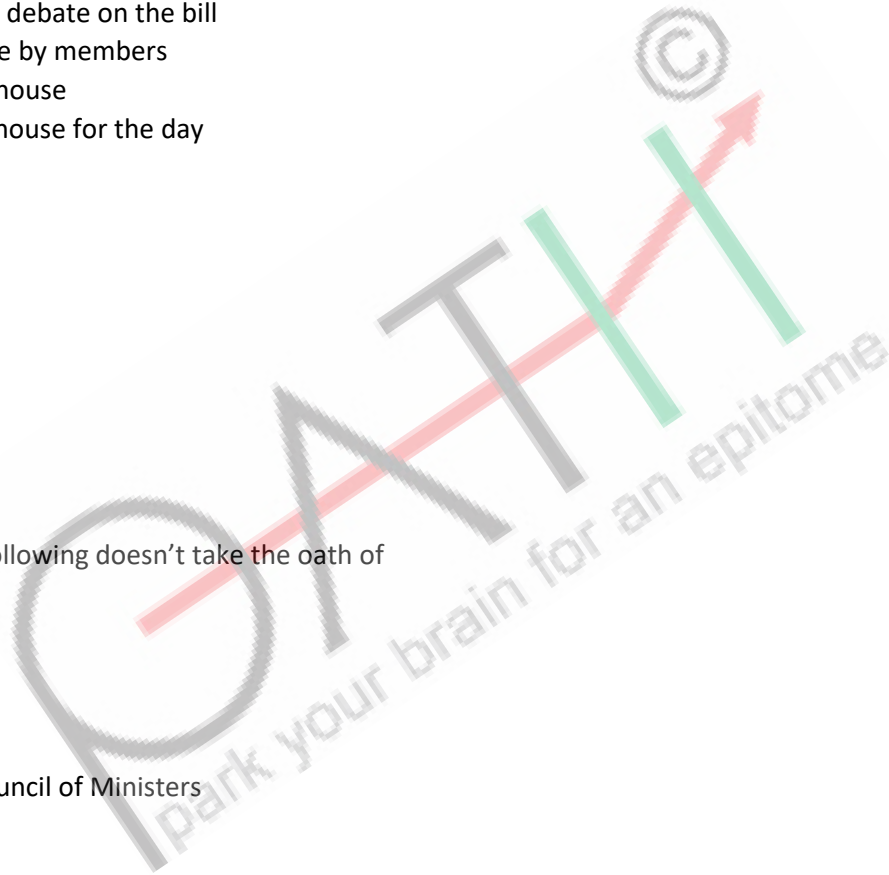 debate on the bill
e by members
house
house for the day
©
PATH
ollowing doesn't take the oath of
park your brain for an epitome
uncil of Ministers